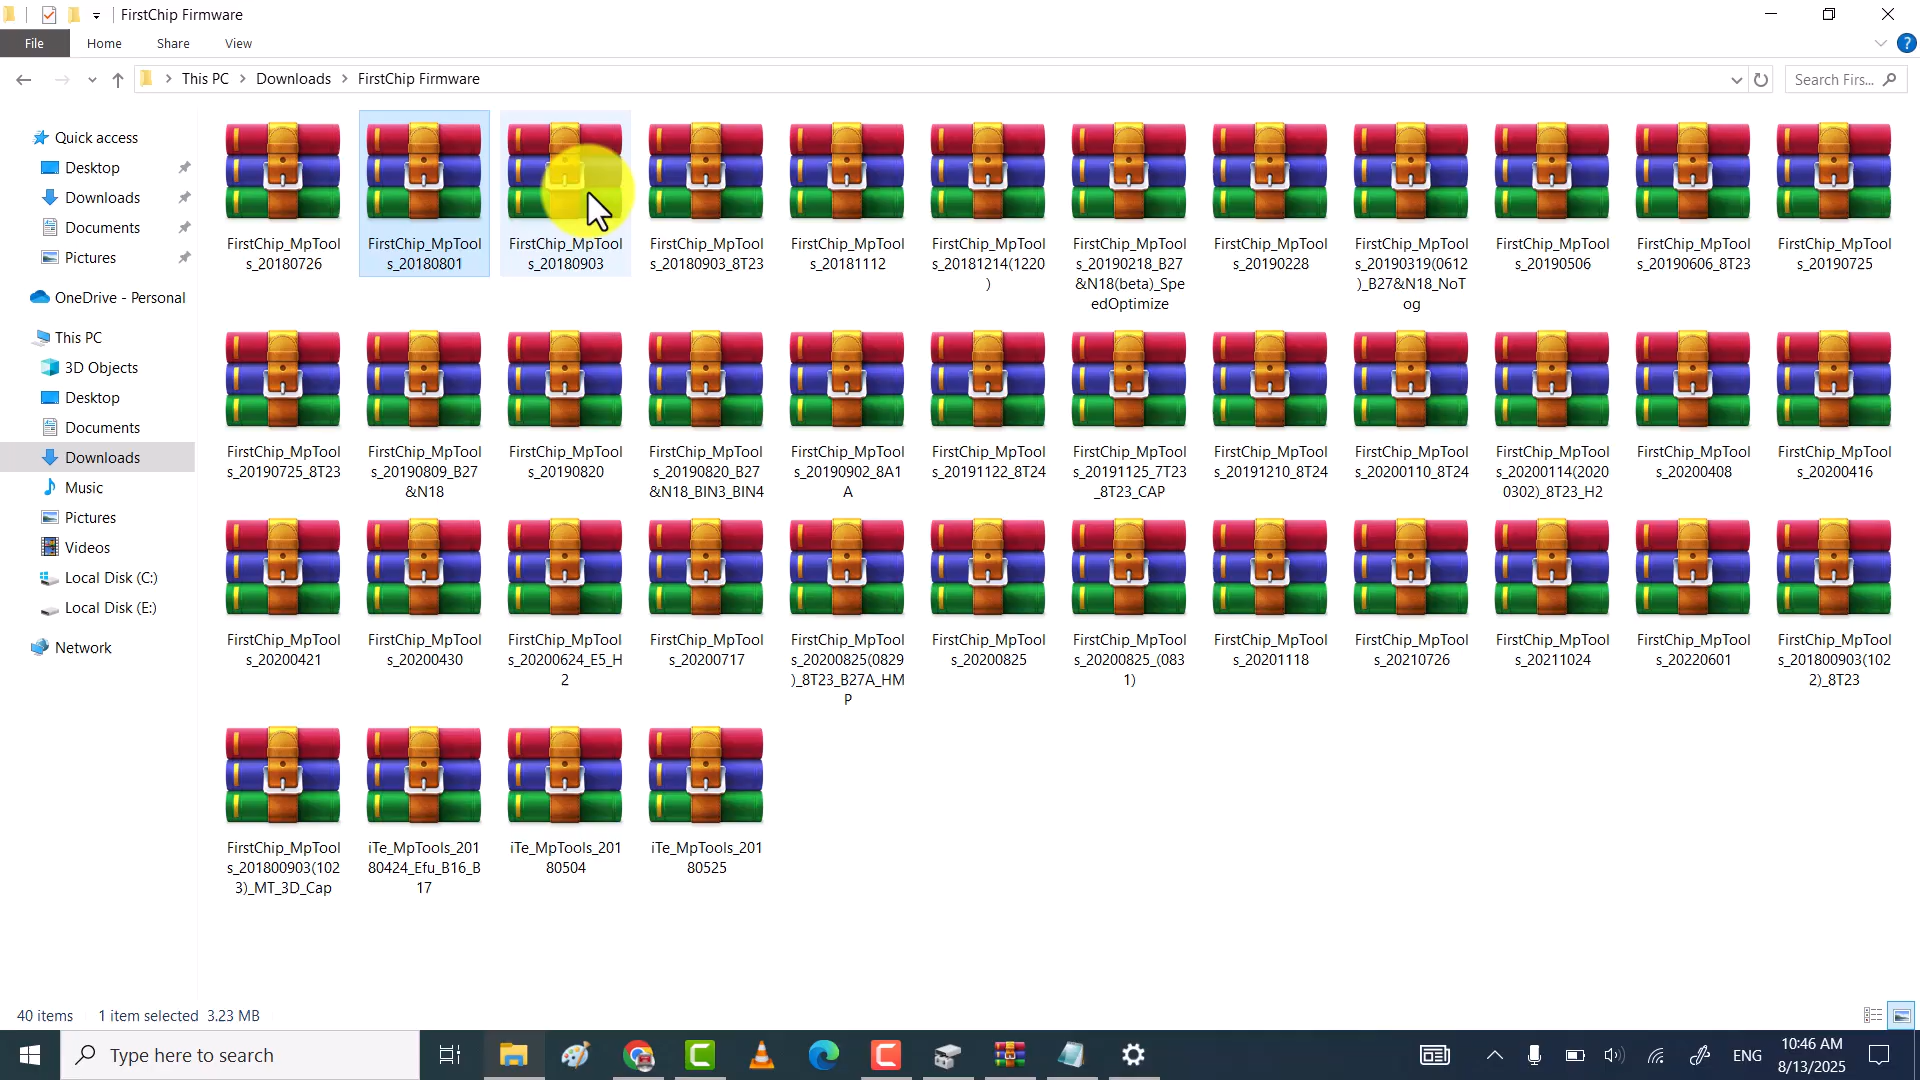 FirstChip Firmware
File
Home
Share
View
?
This PC
Downloads
FirstChip Firmware
Search Firs...
Quick access
Desktop
Downloads
Documents
Pictures
OneDrive - Personal
This PC
3D Objects
Desktop
Documents
Downloads
Music
Pictures
Videos
Local Disk (C:)
Local Disk (E:)
Network
FirstChip_MpTool
s_20180726
FirstChip_MpTool
s_20180801
FirstChip_MpTool
s_20180903
FirstChip_MpTool
s_20180903_8T23
FirstChip_MpTool
s_20181112
FirstChip_MpTool
s_20181214(1220
)
FirstChip_MpTool
s_20190218_B27
&N18(beta)_Spe
edOptimize
FirstChip_MpTool
s_20190228
FirstChip_MpTool
s_20190319(0612
)_B27&N18_NoT
og
FirstChip_MpTool
s_20190506
FirstChip_MpTool
s_20190606_8T23
FirstChip_MpTool
s_20190725
FirstChip_MpTool
s_20190725_8T23
FirstChip_MpTool
s_20190809_B27
&N18
FirstChip_MpTool
s_20190820
FirstChip_MpTool
s_20190820_B27
&N18_BIN3_BIN4
FirstChip_MpTool
s_20190902_8A1
A
FirstChip_MpTool
s_20191122_8T24
FirstChip_MpTool
s_20191125_7T23
_8T23_CAP
FirstChip_MpTool
s_20191210_8T24
FirstChip_MpTool
s_20200110_8T24
FirstChip_MpTool
s_20200114(2020
0302)_8T23_H2
FirstChip_MpTool
s_20200408
FirstChip_MpTool
s_20200416
FirstChip_MpTool
s_20200421
FirstChip_MpTool
s_20200430
FirstChip_MpTool
s_20200624_E5_H
2
FirstChip_MpTool
s_20200717
FirstChip_MpTool
s_20200825(0829
)_8T23_B27A_HM
P
FirstChip_MpTool
s_20200825
FirstChip_MpTool
s_20200825_(083
1)
FirstChip_MpTool
s_20201118
FirstChip_MpTool
s_20210726
FirstChip_MpTool
s_20211024
FirstChip_MpTool
s_20220601
FirstChip_MpTool
s_201800903(102
2)_8T23
FirstChip_MpTool
s_201800903(102
3)_MT_3D_Cap
iTe_MpTools_201
80424_Efu_B16_B
17
iTe_MpTools_201
80504
iTe_MpTools_201
80525
40 items 1 item selected 3.23 MB
Type here to search
ENG
10:46 AM
8/13/2025